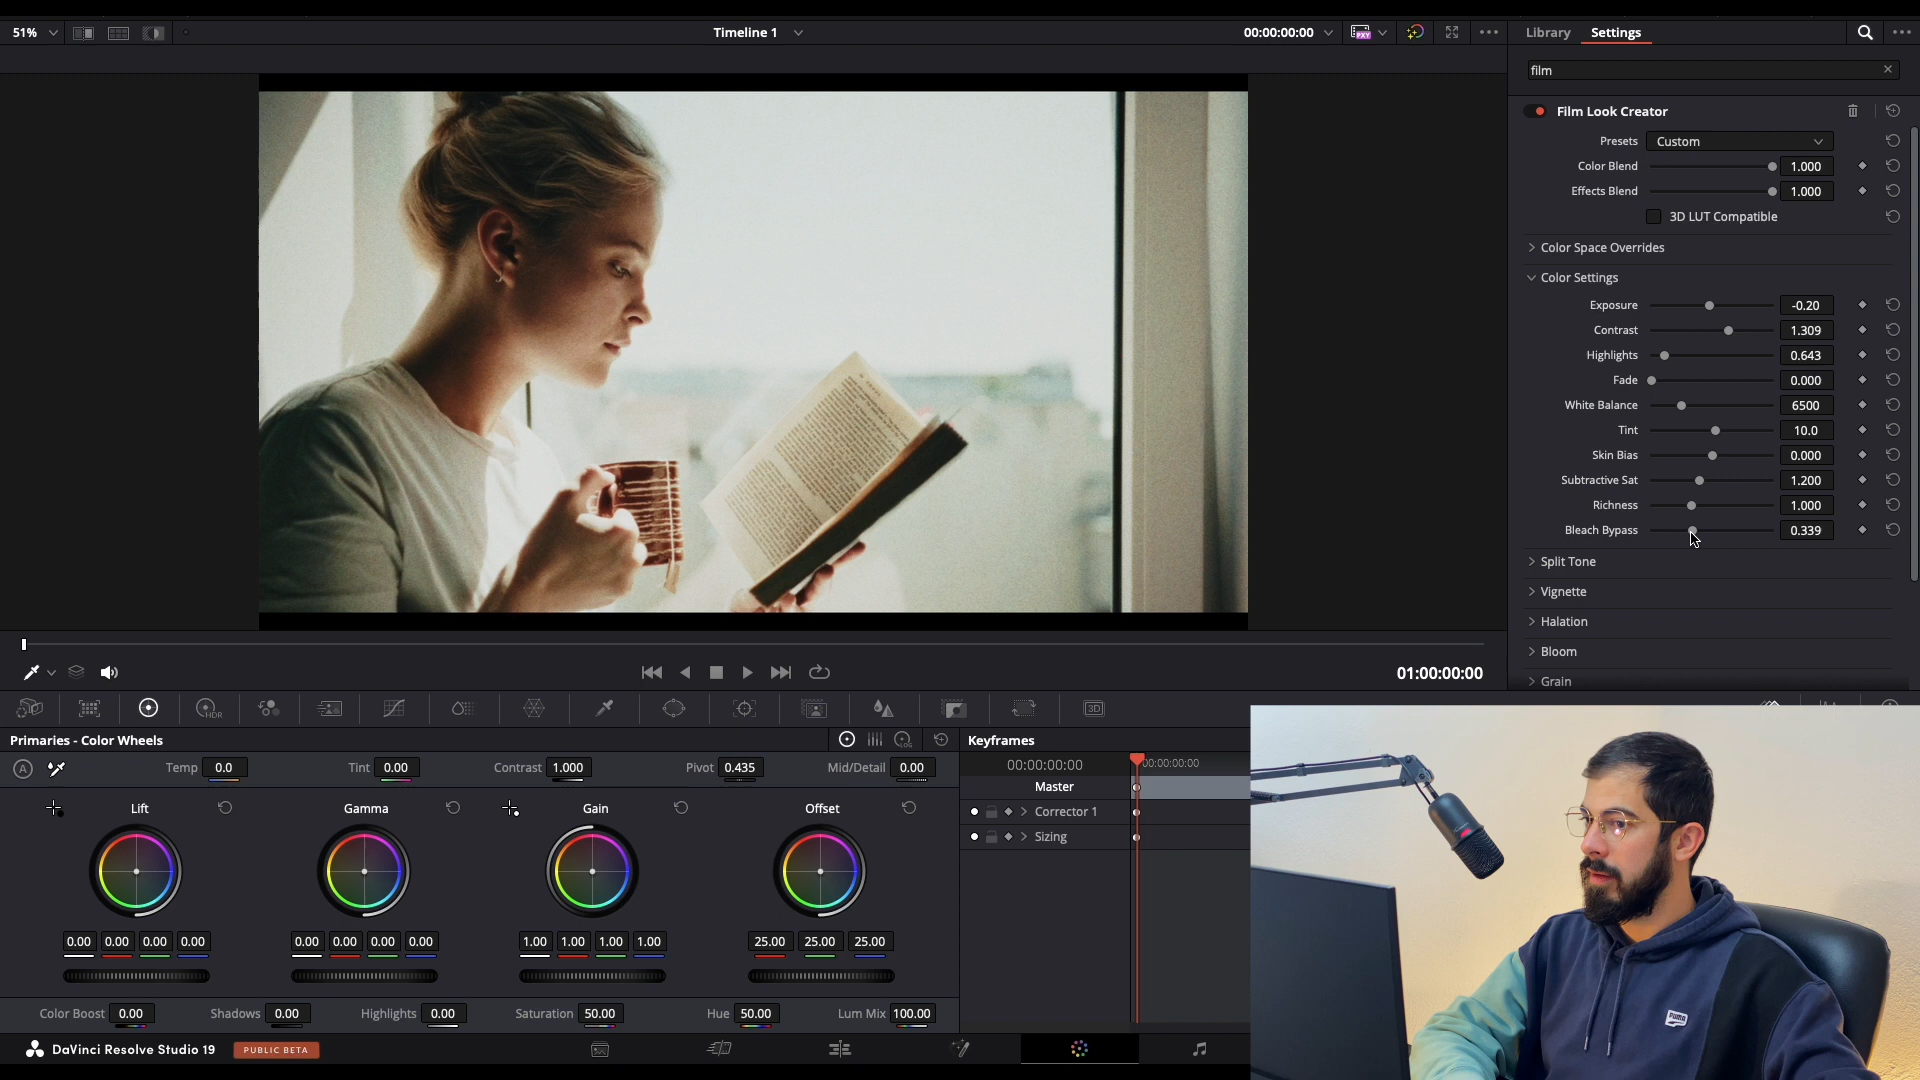 51%
Timeline 1
00:00:00:00
PXY
Library
Settings
film
Film Look Creator
Presets
Custom
Color Blend
1.000
Effects Blend
1.000
3D LUT Compatible
Color Space Overrides
Color Settings
Exposure
-0.20
Contrast
1.309
Highlights
0.643
Fade
0.000
White Balance
6500
Tint
10.0
Skin Bias
0.000
Subtractive Sat
1.200
Richness
1.000
Bleach Bypass
0.339
Split Tone
Vignette
Halation
Bloom
Grain
01:00:00:00
HDR
3D
Primaries - Color Wheels
LOG
Keyframes
A
Temp
0.0
Tint
0.00
Contrast
1.000
Pivot
0.435
Mid/Detail
0.00
00:00:00:00
00:00:00:00
Master
Corrector 1
Sizing
Lift
Gamma
Gain
Offset
0.00 0.00 0.00 0.00
0.00 0.00 0.00 0.00
1.00 1.00 1.00 1.00
25.00 25.00 25.00
Color Boost
0.00
Shadows
0.00
Highlights
0.00
Saturation
50.00
Hue
50.00
Lum Mix
100.00
DaVinci Resolve Studio 19
PUBLIC BETA
PUMA